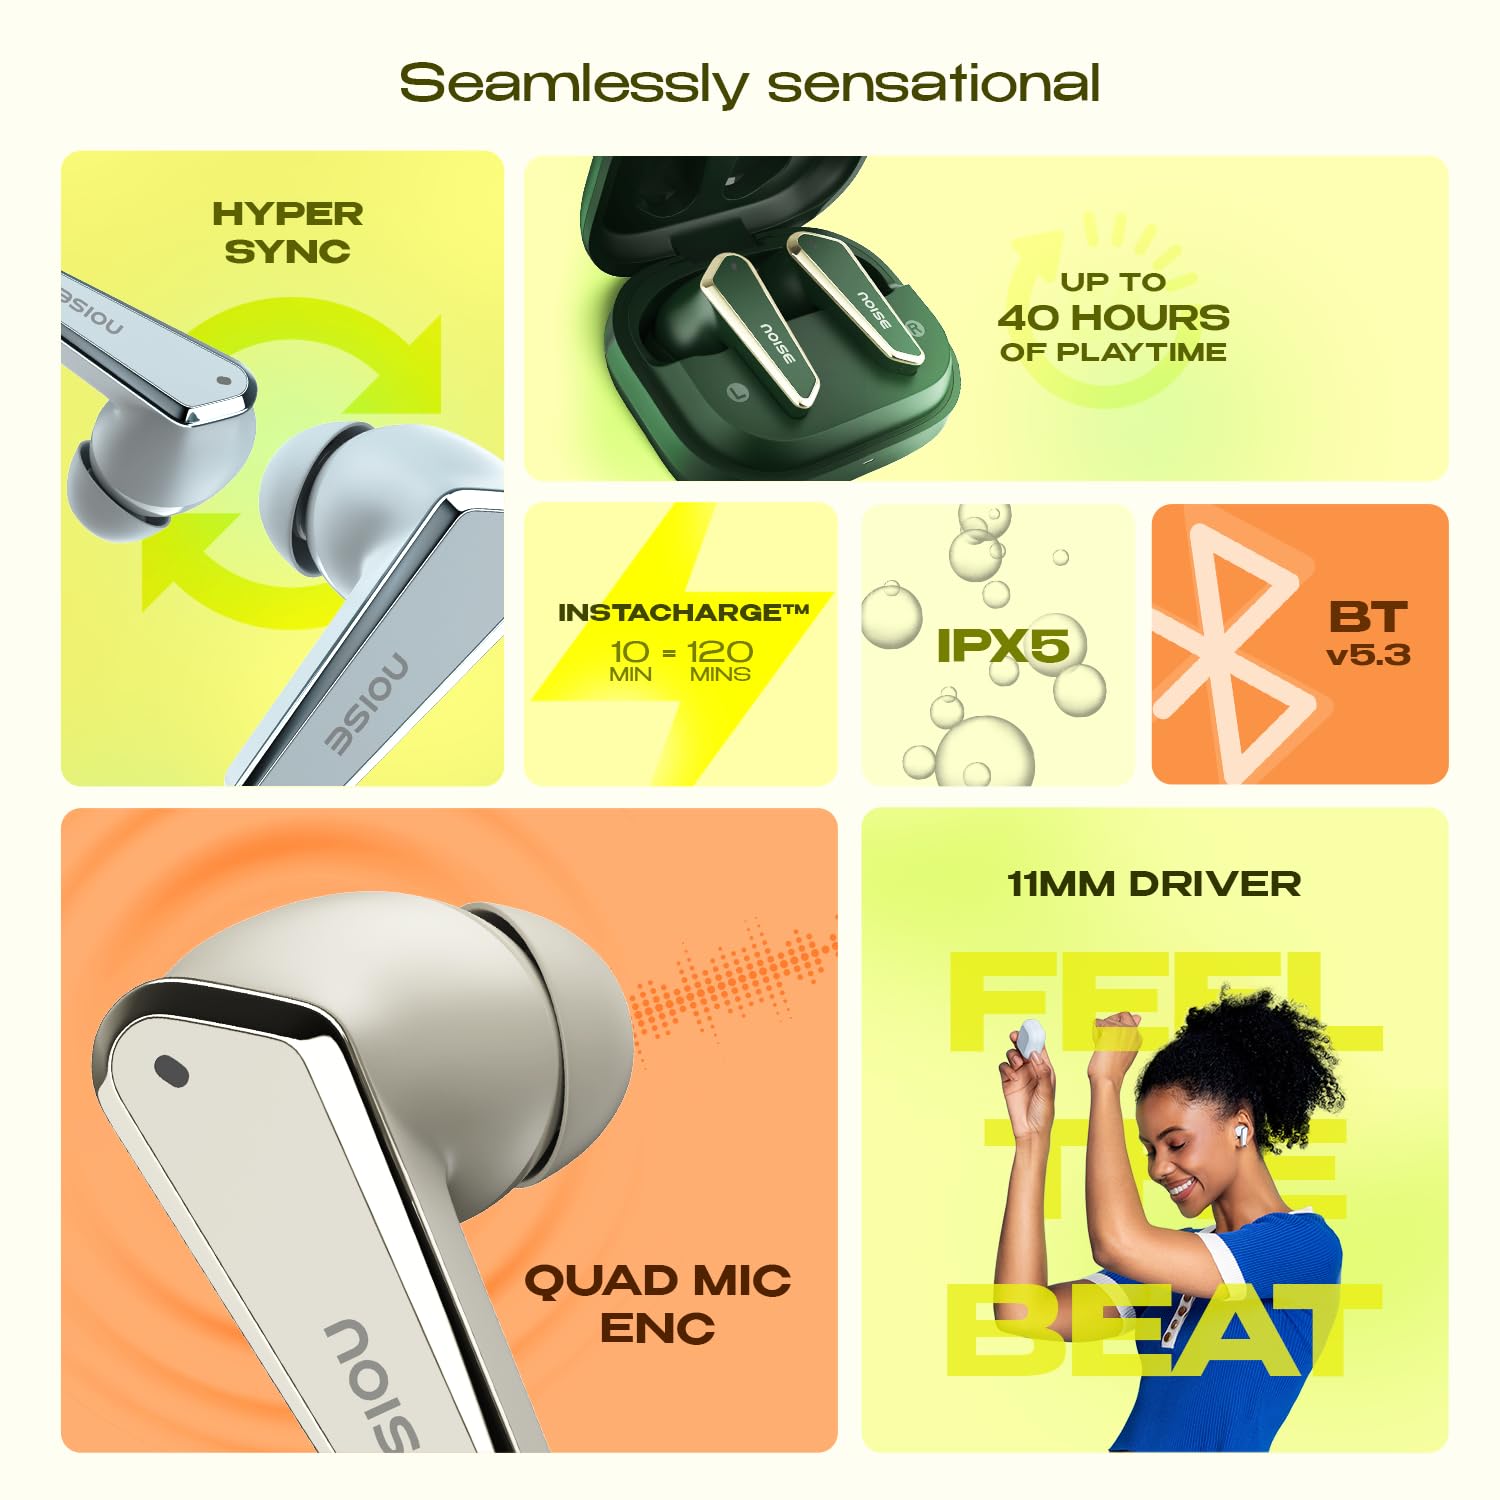 Seamlessly sensational
HYPER
SYNC
noise
noise
noise
noise
L
R
UP TO
40 HOURS
OF PLAYTIME
INSTACHARGE™
10 = 120
MIN MINS
IPX5
BT
v5.3
QUAD MIC
ENC
nois
11MM DRIVER
FEEL
THE
BEAT